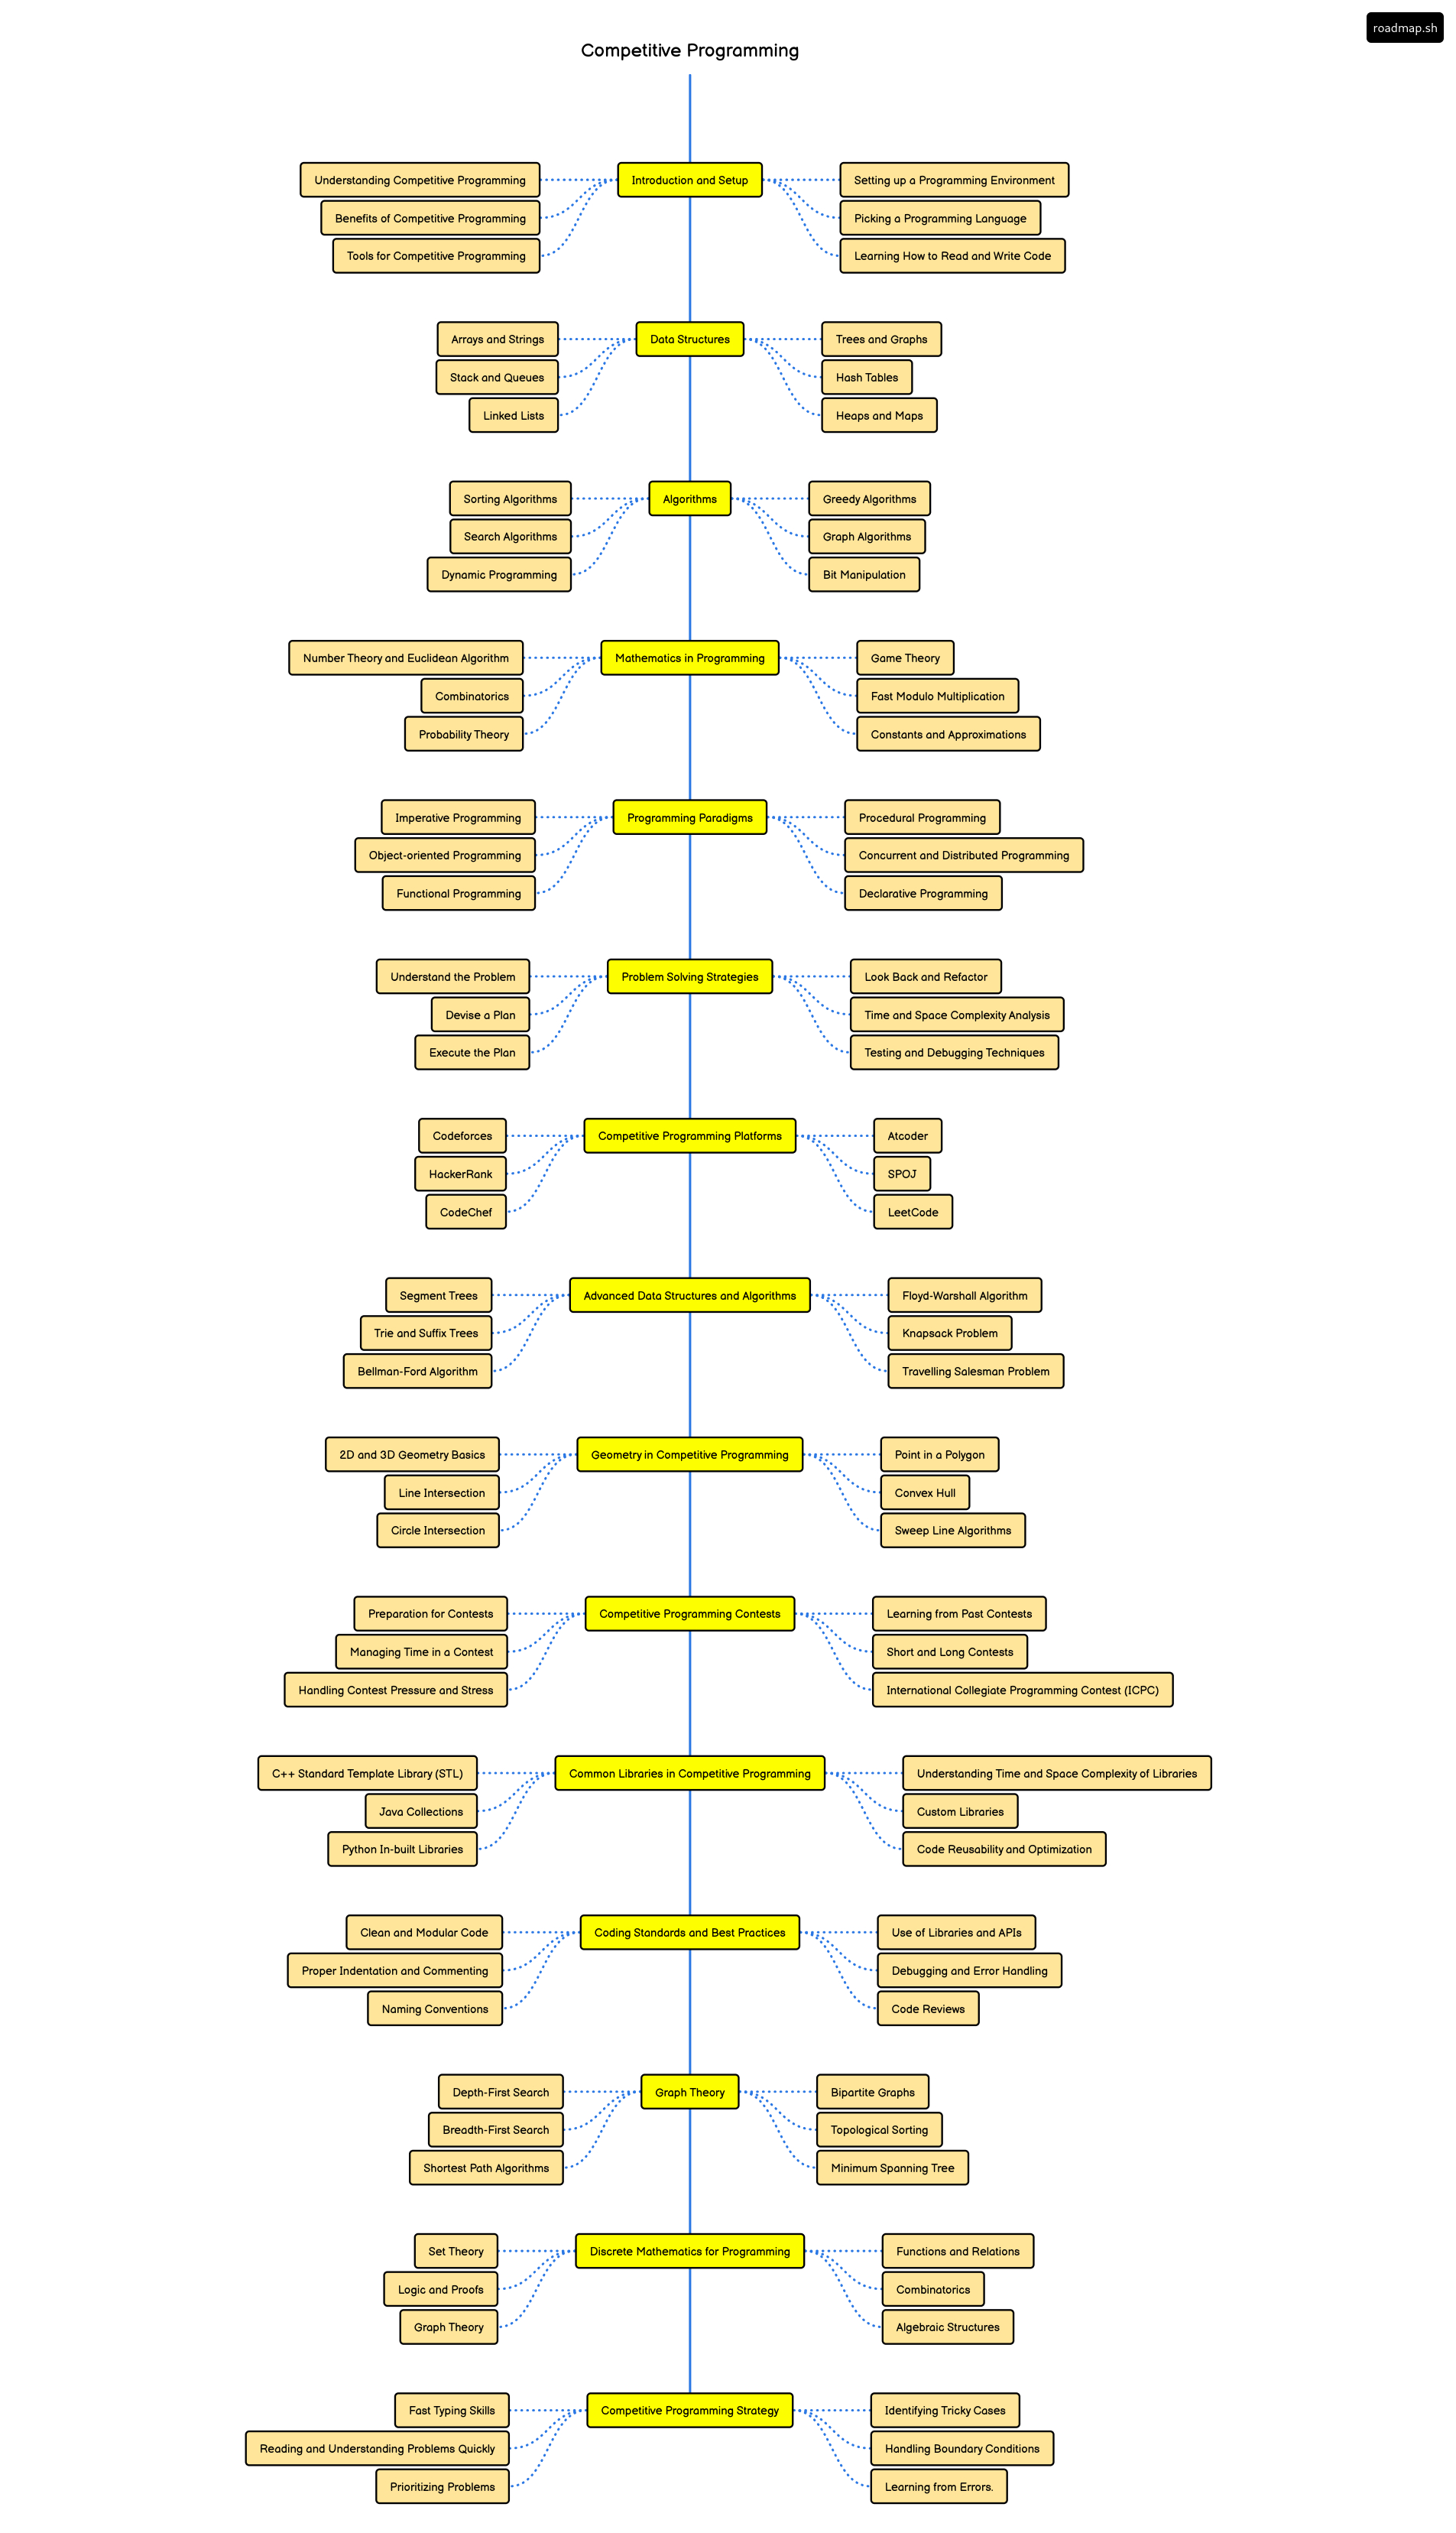 roadmap.sh
Competitive Programming
Understanding Competitive Programming
Introduction and Setup
Setting up a Programming Environment
Benefits of Competitive Programming
Picking a Programming Language
Tools for Competitive Programming
Learning How to Read and Write Code
Arrays and Strings
Data Structures
Trees and Graphs
Stack and Queues
Hash Tables
Linked Lists
Heaps and Maps
Sorting Algorithms
Algorithms
Greedy Algorithms
Search Algorithms
Graph Algorithms
Dynamic Programming
Bit Manipulation
Number Theory and Euclidean Algorithm
Mathematics in Programming
Game Theory
Combinatorics
Fast Modulo Multiplication
Probability Theory
Constants and Approximations
Imperative Programming
Programming Paradigms
Procedural Programming
Object-oriented Programming
Concurrent and Distributed Programming
Functional Programming
Declarative Programming
Understand the Problem
Problem Solving Strategies
Look Back and Refactor
Devise a Plan
Time and Space Complexity Analysis
Execute the Plan
Testing and Debugging Techniques
Codeforces
Competitive Programming Platforms
Atcoder
HackerRank
SPOJ
CodeChef
LeetCode
Segment Trees
Advanced Data Structures and Algorithms
Floyd-Warshall Algorithm
Trie and Suffix Trees
Knapsack Problem
Bellman-Ford Algorithm
Travelling Salesman Problem
2D and 3D Geometry Basics
Geometry in Competitive Programming
Point in a Polygon
Line Intersection
Convex Hull
Circle Intersection
Sweep Line Algorithms
Preparation for Contests
Competitive Programming Contests
Learning from Past Contests
Managing Time in a Contest
Short and Long Contests
Handling Contest Pressure and Stress
International Collegiate Programming Contest (ICPC)
C++ Standard Template Library (STL)
Common Libraries in Competitive Programming
Understanding Time and Space Complexity of Libraries
Java Collections
Custom Libraries
Python In-built Libraries
Code Reusability and Optimization
Clean and Modular Code
Coding Standards and Best Practices
Use of Libraries and APIs
Proper Indentation and Commenting
Debugging and Error Handling
Naming Conventions
Code Reviews
Depth-First Search
Graph Theory
Bipartite Graphs
Breadth-First Search
Topological Sorting
Shortest Path Algorithms
Minimum Spanning Tree
Set Theory
Discrete Mathematics for Programming
Functions and Relations
Logic and Proofs
Combinatorics
Graph Theory
Algebraic Structures
Fast Typing Skills
Competitive Programming Strategy
Identifying Tricky Cases
Reading and Understanding Problems Quickly
Handling Boundary Conditions
Prioritizing Problems
Learning from Errors.